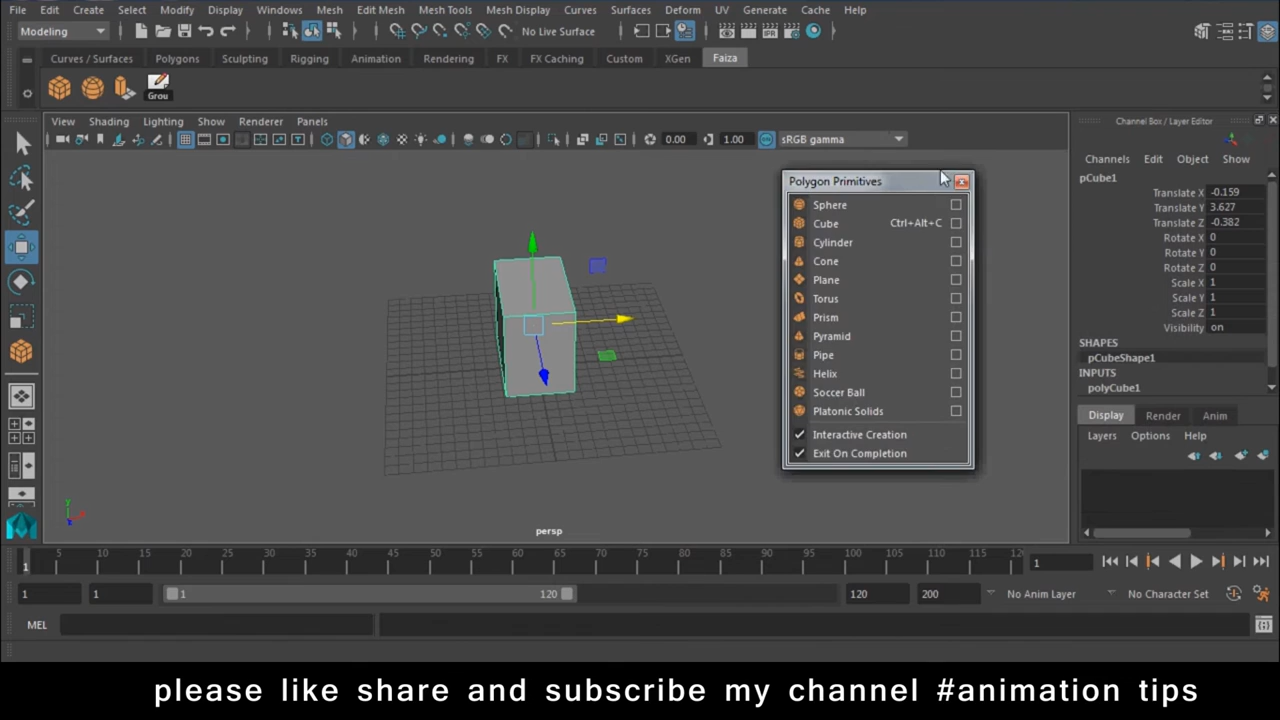 File Edit Create Select Modify Display Windows Mesh Edit Mesh Mesh Tools Mesh Display Curves Surfaces Deform UV Generate Cache Help
Modeling No Live Surface
Curves / Surfaces Polygons Sculpting Rigging Animation Rendering FX FX Caching Custom XGen Faiza
Grou
View Shading Lighting Show Renderer Panels
0.00 1.00 sRGB gamma
Polygon Primitives
Sphere
Cube Ctrl+Alt+C
Cylinder
Cone
Plane
Torus
Prism
Pyramid
Pipe
Helix
Soccer Ball
Platonic Solids
Interactive Creation
Exit On Completion
persp
Channel Box / Layer Editor
Channels Edit Object Show
pCube1
Translate X -0.159
Translate Y 3.627
Translate Z -0.382
Rotate X 0
Rotate Y 0
Rotate Z 0
Scale X 1
Scale Y 1
Scale Z 1
Visibility on
SHAPES
pCubeShape1
INPUTS
polyCube1
Display Render Anim
Layers Options Help
1 5 10 15 20 25 30 35 40 45 50 55 60 65 70 75 80 85 90 95 100 105 110 115 12 1
1 1 1 120 120 200 No Anim Layer No Character Set
MEL
please like share and subscribe my channel #animation tips